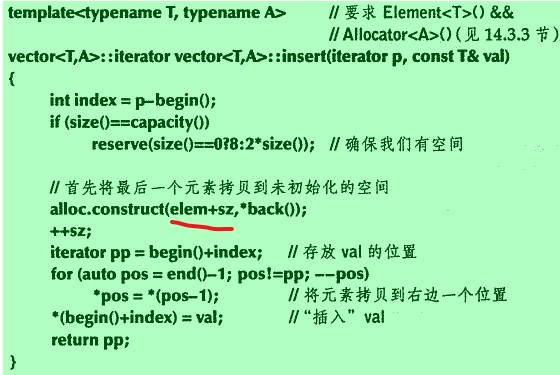 template<typename T, typename A> // 要求 Element<T>() &&
// Allocator<A>() (见 14.3.3 节)
vector<T,A>::iterator vector<T,A>::insert(iterator p, const T& val)
{
int index = p–begin();
if (size()==capacity())
reserve(size()==0?8:2*size()); // 确保我们有空间
// 首先将最后一个元素拷贝到未初始化的空间
alloc.construct(elem+sz,*back());
++sz;
iterator pp = begin()+index; // 存放 val 的位置
for (auto pos = end()–1; pos!=pp; ––pos)
*pos = *(pos–1); // 将元素拷贝到右边一个位置
*(begin()+index) = val; // “插入” val
return pp;
}